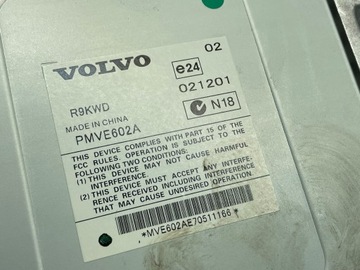 VOLVO
02
e24
021201
N18
R9KWD
MADE IN CHINA
PMVE602A
THIS DEVICE COMPLIES WITH PART 15 OF THE
FCC RULES. OPERATION IS SUBJECT TO THE
FOLLOWING TWO CONDITIONS:
(1) THIS DEVICE MAY NOT CAUSE HARMFUL
INTERFERENCE, AND
(2) THIS DEVICE MUST ACCEPT ANY INTERFE-
RENCE RECEIVED INCLUDING INTERFERENCE
THAT MAY CAUSE UNDESIRED OPERATION.
*MVE602AE70511166*